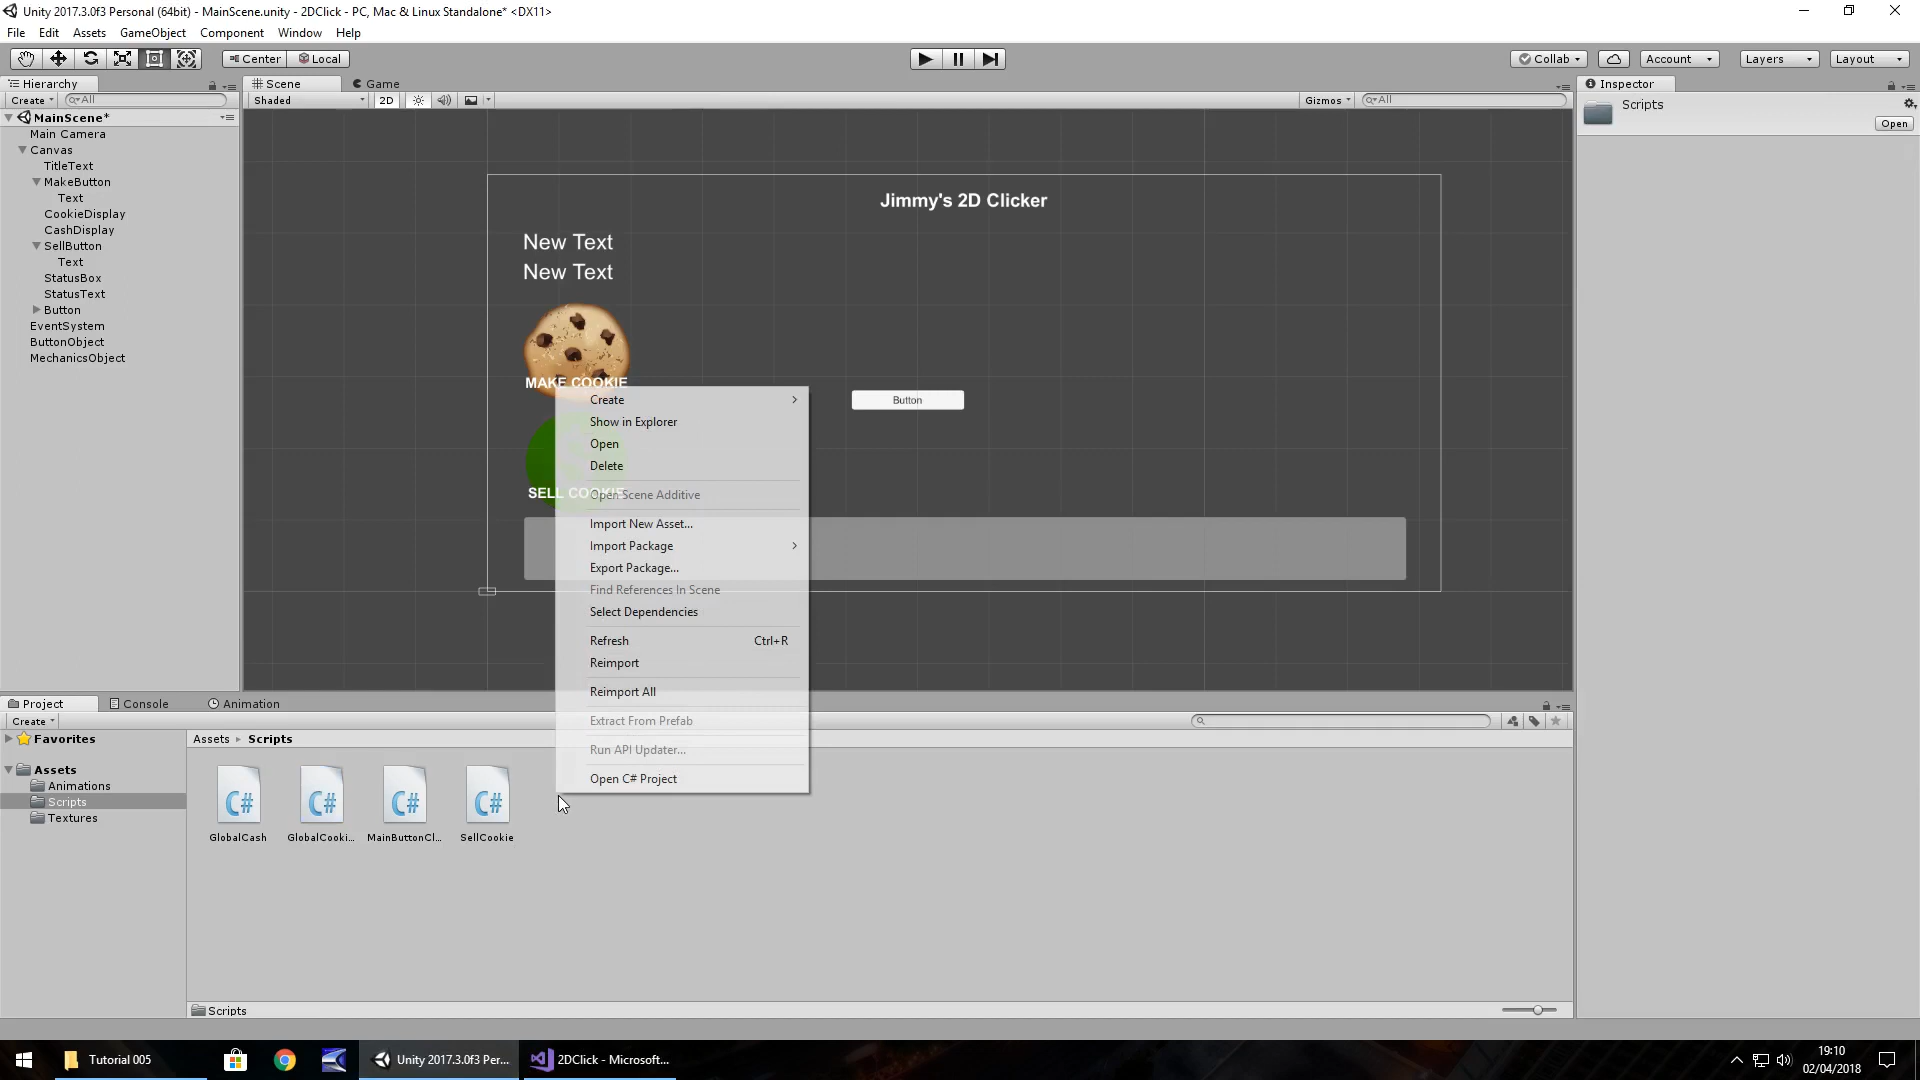 Unity 2017.3.0f3 Personal (64bit) - MainScene.unity - 2DClick - PC, Mac & Linux Standalone* <DX11>
File Edit Assets GameObject Component Window Help
Center Local Collab Account Layers Layout
Hierarchy
Create All
MainScene*
Main Camera
Canvas
TitleText
MakeButton
Text
CookieDisplay
CashDisplay
SellButton
Text
StatusBox
StatusText
Button
EventSystem
ButtonObject
MechanicsObject
Scene Game
Shaded 2D Gizmos All
Jimmy's 2D Clicker
New Text
New Text
MAKE COOKIE
SELL COOKIE
Button
Create
Show in Explorer
Open
Delete
Open Scene Additive
Import New Asset...
Import Package
Export Package...
Find References In Scene
Select Dependencies
Refresh Ctrl+R
Reimport
Reimport All
Extract From Prefab
Run API Updater...
Open C# Project
Inspector
Scripts
Open
Project Console Animation
Create
Favorites
Assets
Animations
Scripts
Textures
Assets Scripts
C# C# C# C#
GlobalCash GlobalCooki... MainButtonCl... SellCookie
Scripts
Tutorial 005 Unity 2017.3.0f3 Per... 2DClick - Microsoft...
19:10
02/04/2018